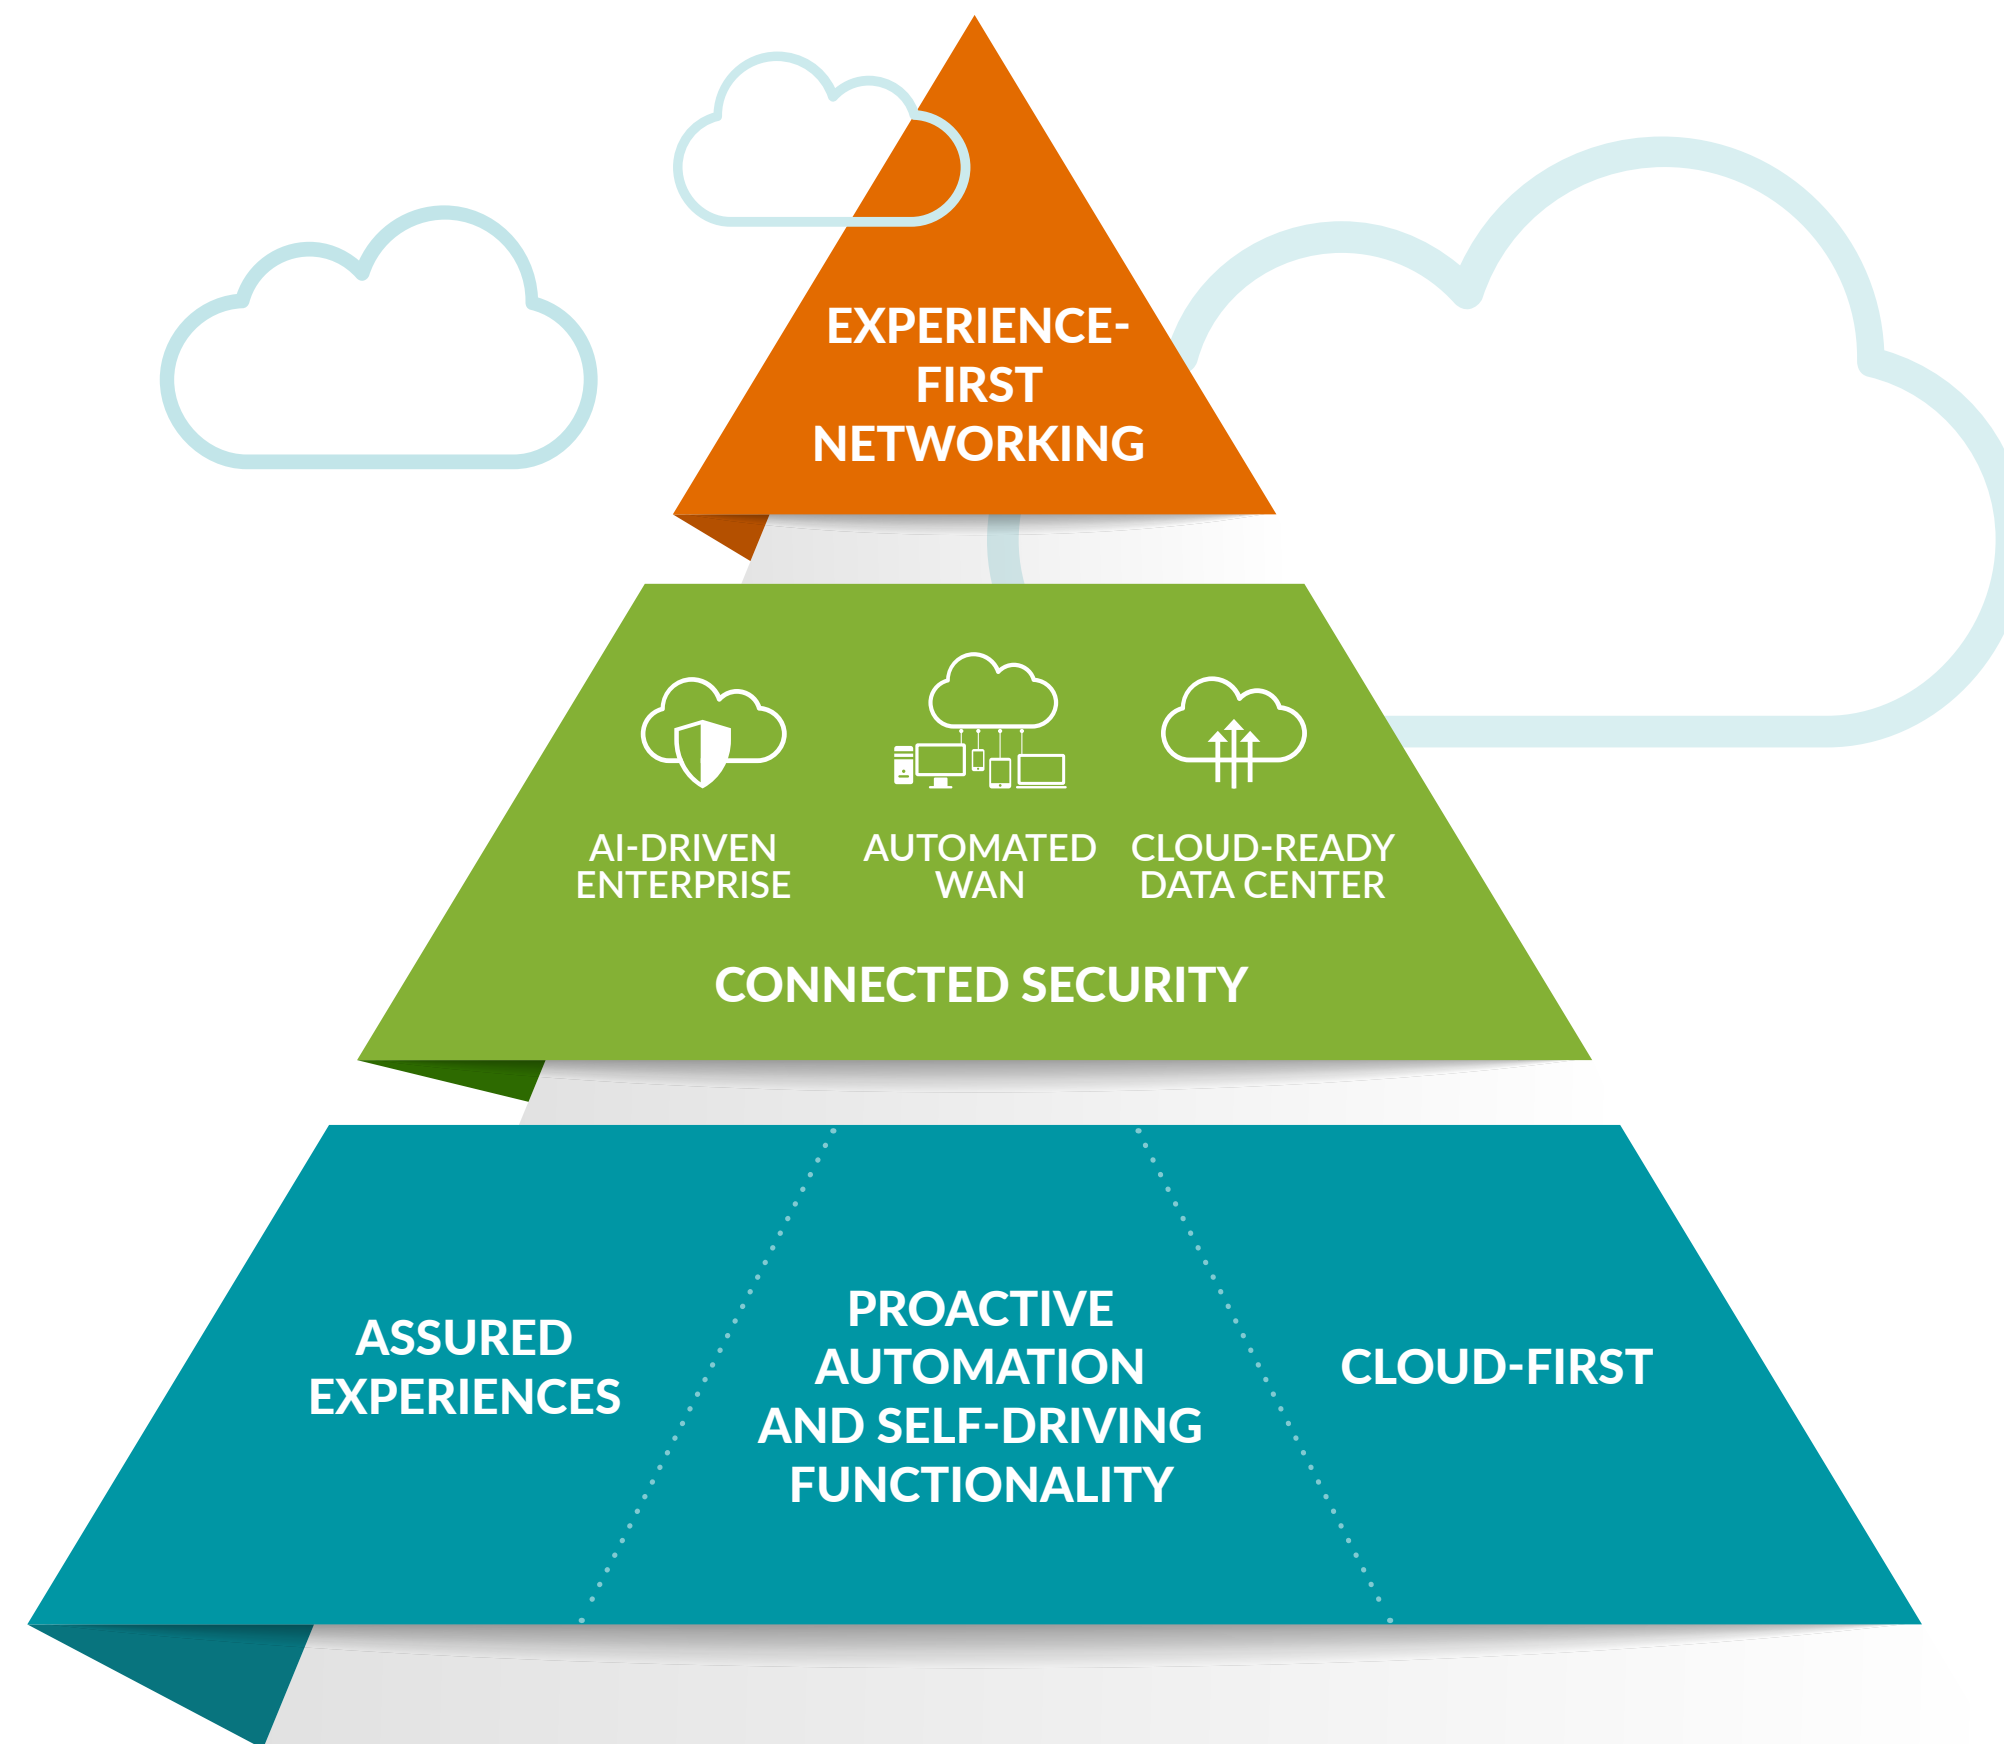 EXPERIENCE-
FIRST
NETWORKING
AI-DRIVEN
ENTERPRISE
AUTOMATED
WAN
CLOUD-READY
DATA CENTER
CONNECTED SECURITY
ASSURED
EXPERIENCES
PROACTIVE
AUTOMATION
AND SELF-DRIVING
FUNCTIONALITY
CLOUD-FIRST